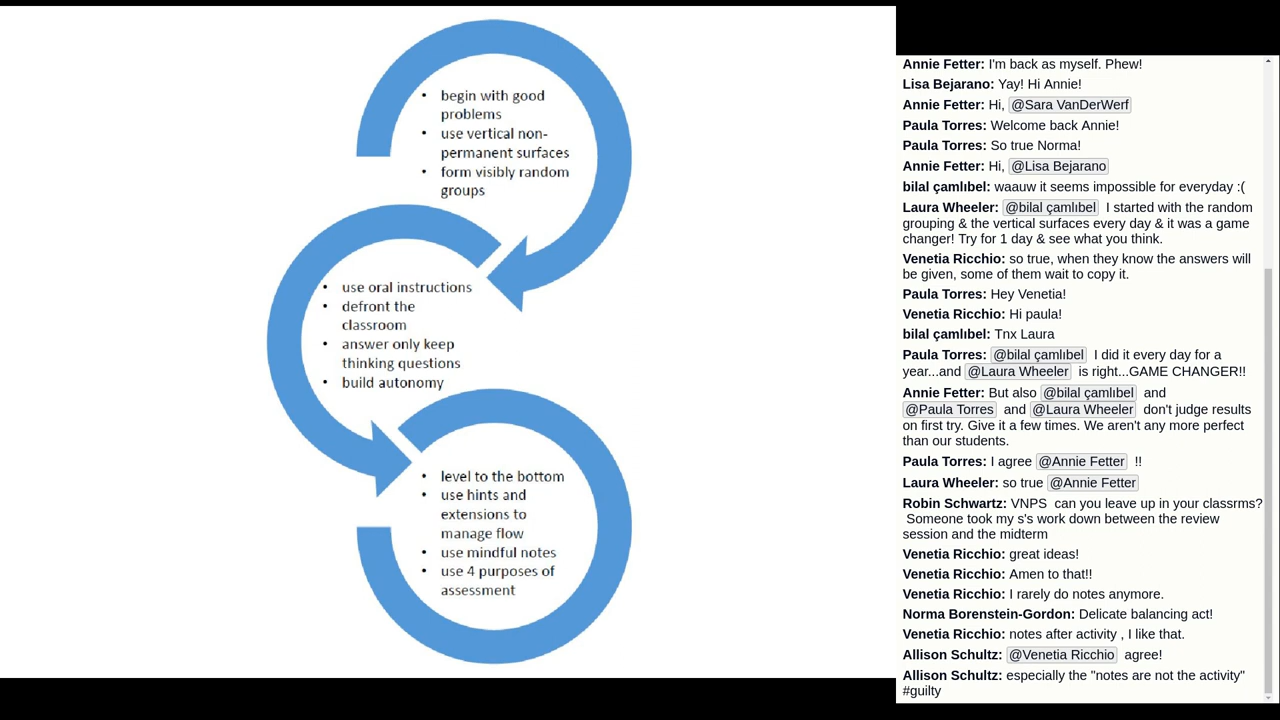 • begin with good
problems
• use vertical non-
permanent surfaces
• form visibly random
groups
• use oral instructions
• defront the
classroom
• answer only keep
thinking questions
• build autonomy
• level to the bottom
• use hints and
extensions to
manage flow
• use mindful notes
• use 4 purposes of
assessment
Annie Fetter: I'm back as myself. Phew!
Lisa Bejarano: Yay! Hi Annie!
Annie Fetter: Hi, @Sara VanDerWerf
Paula Torres: Welcome back Annie!
Paula Torres: So true Norma!
Annie Fetter: Hi, @Lisa Bejarano
bilal çamlıbel: waauw it seems impossible for everyday :(
Laura Wheeler: @bilal çamlıbel I started with the random
grouping & the vertical surfaces every day & it was a game
changer! Try for 1 day & see what you think.
Venetia Ricchio: so true, when they know the answers will
be given, some of them wait to copy it.
Paula Torres: Hey Venetia!
Venetia Ricchio: Hi paula!
bilal çamlıbel: Tnx Laura
Paula Torres: @bilal çamlıbel I did it every day for a
year...and @Laura Wheeler is right...GAME CHANGER!!
Annie Fetter: But also @bilal çamlıbel and
@Paula Torres and @Laura Wheeler don't judge results
on first try. Give it a few times. We aren't any more perfect
than our students.
Paula Torres: I agree @Annie Fetter !!
Laura Wheeler: so true @Annie Fetter
Robin Schwartz: VNPS can you leave up in your classrms?
Someone took my s's work down between the review
session and the midterm
Venetia Ricchio: great ideas!
Venetia Ricchio: Amen to that!!
Venetia Ricchio: I rarely do notes anymore.
Norma Borenstein-Gordon: Delicate balancing act!
Venetia Ricchio: notes after activity , I like that.
Allison Schultz: @Venetia Ricchio agree!
Allison Schultz: especially the "notes are not the activity"
#guilty